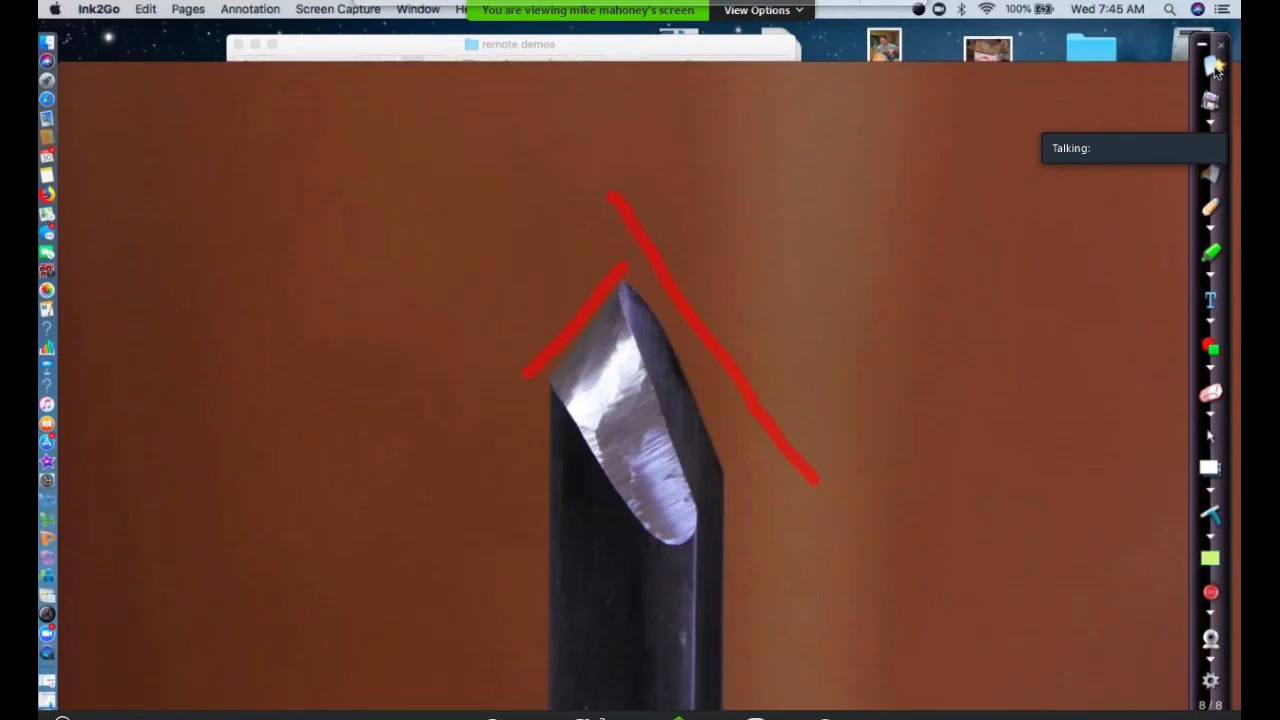 Ink2Go Edit Pages Annotation Screen Capture Window
You are viewing mike mahoney's screen
View Options
100%
Wed 7:45 AM
remote demos
Talking:
T
8/8